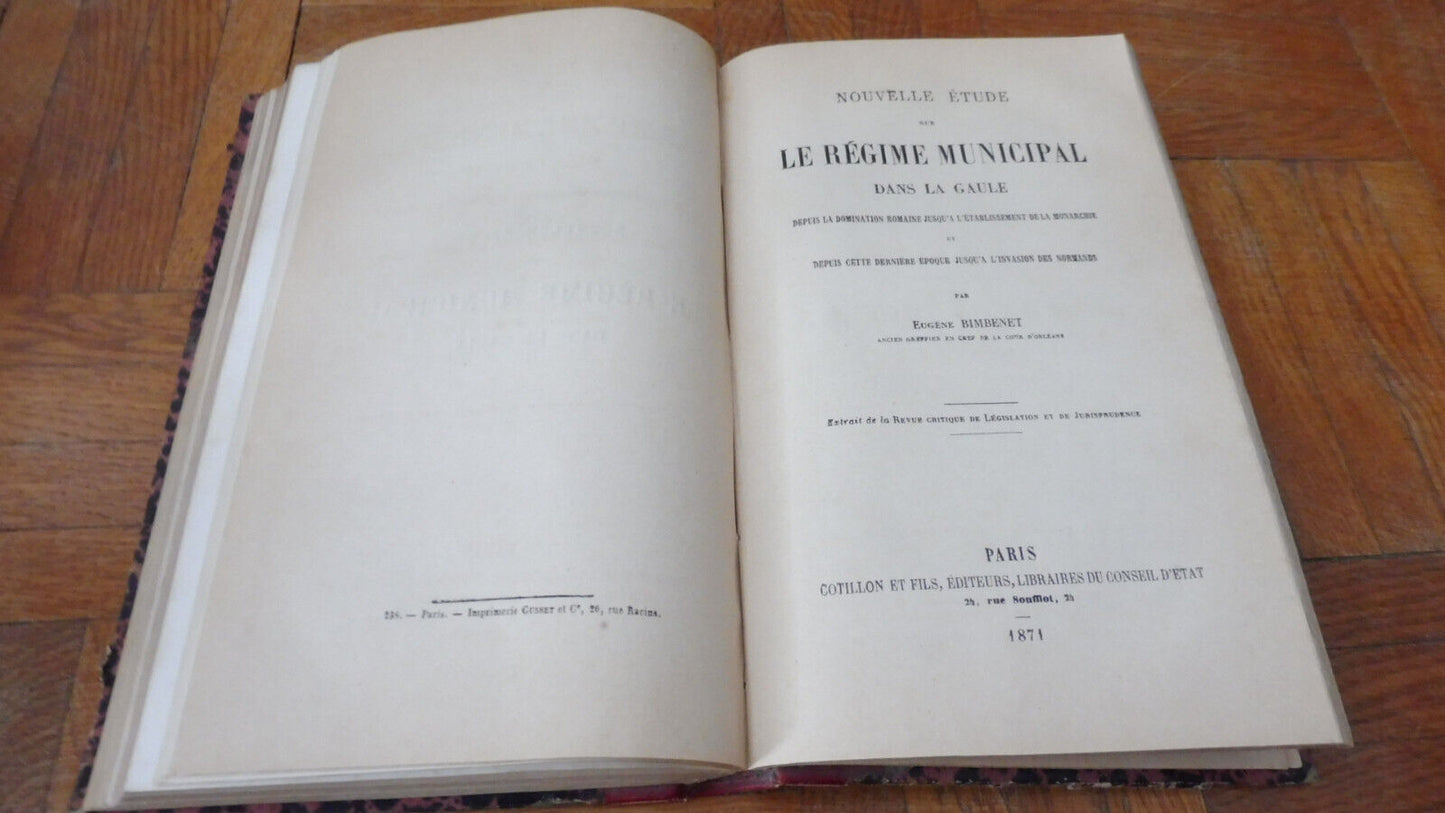 238. — Paris. — Imprimerie Cusset et Cᵉ, 26, rue Racine.
NOUVELLE ÉTUDE
SUR
LE RÉGIME MUNICIPAL
DANS LA GAULE
DEPUIS LA DOMINATION ROMAINE JUSQU'A L'ÉTABLISSEMENT DE LA MONARCHIE
ET
DEPUIS CETTE DERNIÈRE ÉPOQUE JUSQU'A L'INVASION DES NORMANDS
PAR
EUGÈNE BIMBENET
ANCIEN GREFFIER EN CHEF DE LA COUR D'ORLÉANS
Extrait de la REVUE CRITIQUE DE LÉGISLATION ET DE JURISPRUDENCE
PARIS
COTILLON ET FILS, ÉDITEURS, LIBRAIRES DU CONSEIL D'ETAT
24, rue Soufflot, 24
1871